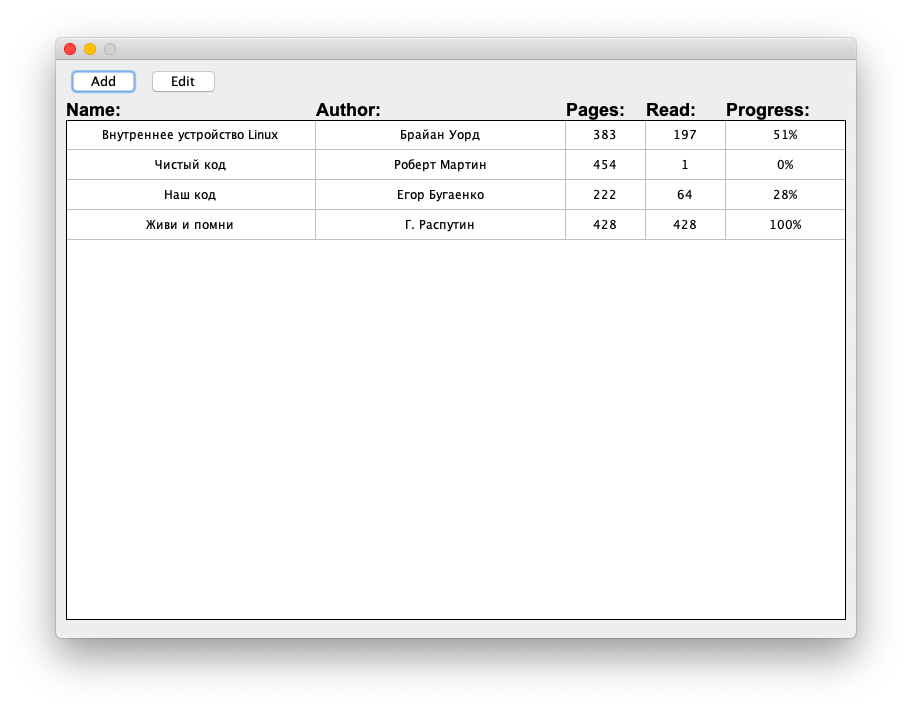 Add Edit
Name: Author: Pages: Read: Progress:
Внутреннее устройство Linux Брайан Уорд 383 197 51%
Чистый код Роберт Мартин 454 1 0%
Наш код Егор Бугаенко 222 64 28%
Живи и помни Г. Распутин 428 428 100%